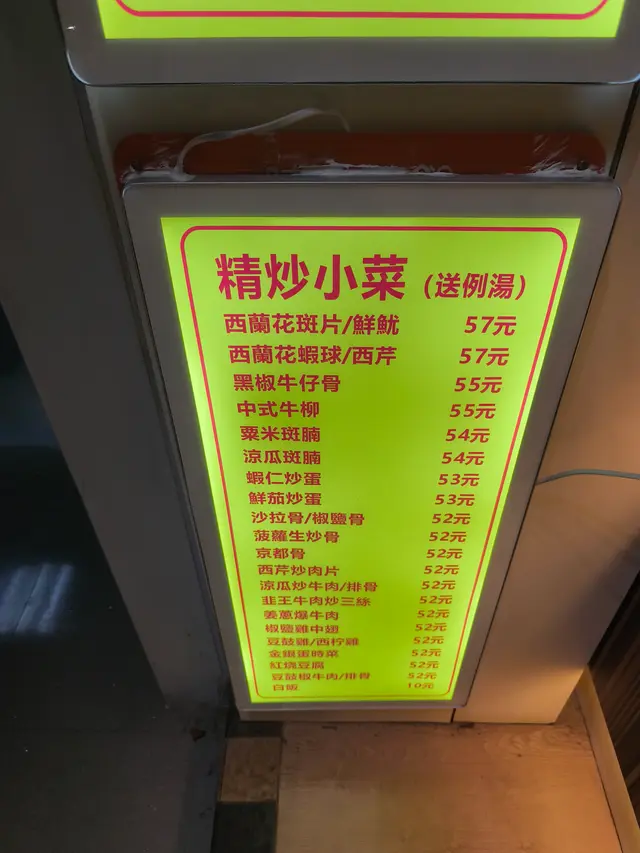 精炒小菜 (送例湯)
西蘭花斑片/鮮魷 57元
西蘭花蝦球/西芹 57元
黑椒牛仔骨 55元
中式牛柳 55元
粟米斑腩 54元
涼瓜斑腩 54元
蝦仁炒蛋 53元
鮮茄炒蛋 53元
沙拉骨/椒鹽骨 52元
菠蘿生炒骨 52元
京都骨 52元
西芹炒肉片 52元
涼瓜炒牛肉/排骨 52元
韭王牛肉炒三絲 52元
姜蔥爆牛肉 52元
椒鹽雞中翅 52元
豆鼓雞/西柠雞 52元
金銀蛋時菜 52元
紅燒豆腐 52元
豆鼓椒牛肉/排骨 52元
白飯 10元